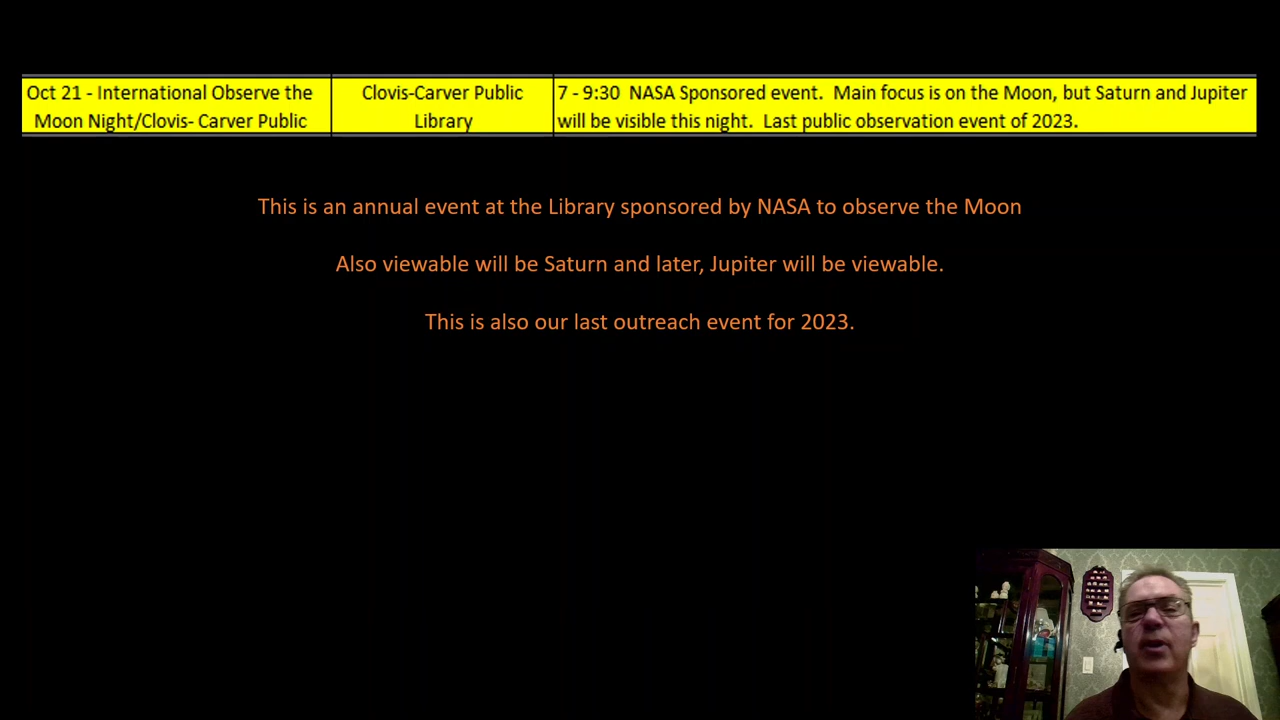 Oct 21 - International Observe the
Moon Night/Clovis- Carver Public
Clovis-Carver Public
Library
7 - 9:30  NASA Sponsored event.  Main focus is on the Moon, but Saturn and Jupiter
will be visible this night.  Last public observation event of 2023.
This is an annual event at the Library sponsored by NASA to observe the Moon
Also viewable will be Saturn and later, Jupiter will be viewable.
This is also our last outreach event for 2023.